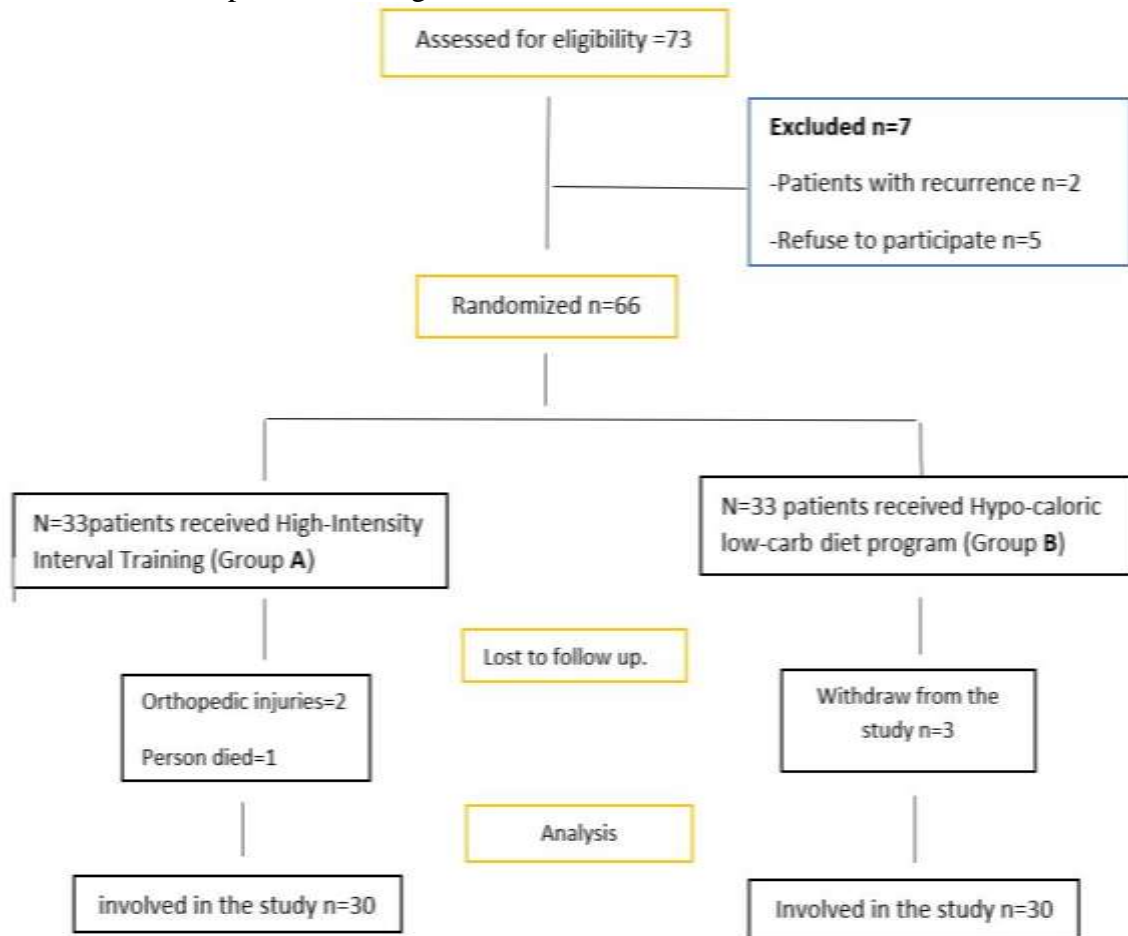 Assessed for eligibility =73
Excluded n=7
-Patients with recurrence n=2
-Refuse to participate n=5
Randomized n=66
N=33patients received High-Intensity
Interval Training (Group A)
N=33 patients received Hypo-caloric
low-carb diet program (Group B)
Lost to follow up.
Orthopedic injuries=2
Person died=1
Withdraw from the
study n=3
Analysis
involved in the study n=30
Involved in the study n=30